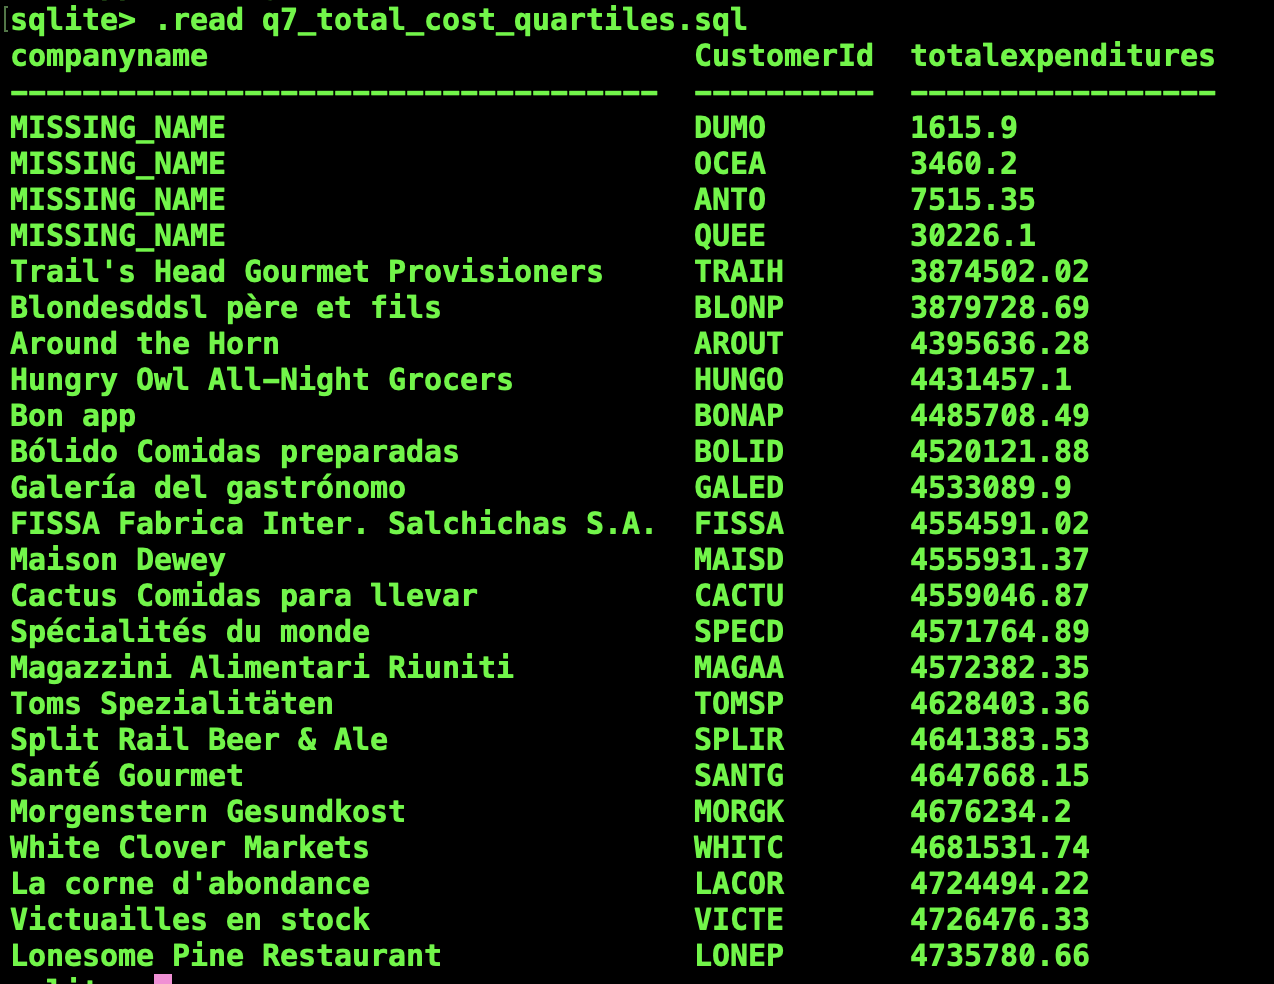 sqlite> .read q7_total_cost_quartiles.sql
companyname CustomerId totalexpenditures
------------------------------------ ---------- -----------------
MISSING_NAME DUMO 1615.9
MISSING_NAME OCEA 3460.2
MISSING_NAME ANTO 7515.35
MISSING_NAME QUEE 30226.1
Trail's Head Gourmet Provisioners TRAIH 3874502.02
Blondesddsl père et fils BLONP 3879728.69
Around the Horn AROUT 4395636.28
Hungry Owl All-Night Grocers HUNGO 4431457.1
Bon app BONAP 4485708.49
Bólido Comidas preparadas BOLID 4520121.88
Galería del gastrónomo GALED 4533089.9
FISSA Fabrica Inter. Salchichas S.A. FISSA 4554591.02
Maison Dewey MAISD 4555931.37
Cactus Comidas para llevar CACTU 4559046.87
Spécialités du monde SPECD 4571764.89
Magazzini Alimentari Riuniti MAGAA 4572382.35
Toms Spezialitäten TOMSP 4628403.36
Split Rail Beer & Ale SPLIR 4641383.53
Santé Gourmet SANTG 4647668.15
Morgenstern Gesundkost MORGK 4676234.2
White Clover Markets WHITC 4681531.74
La corne d'abondance LACOR 4724494.22
Victuailles en stock VICTE 4726476.33
Lonesome Pine Restaurant LONEP 4735780.66